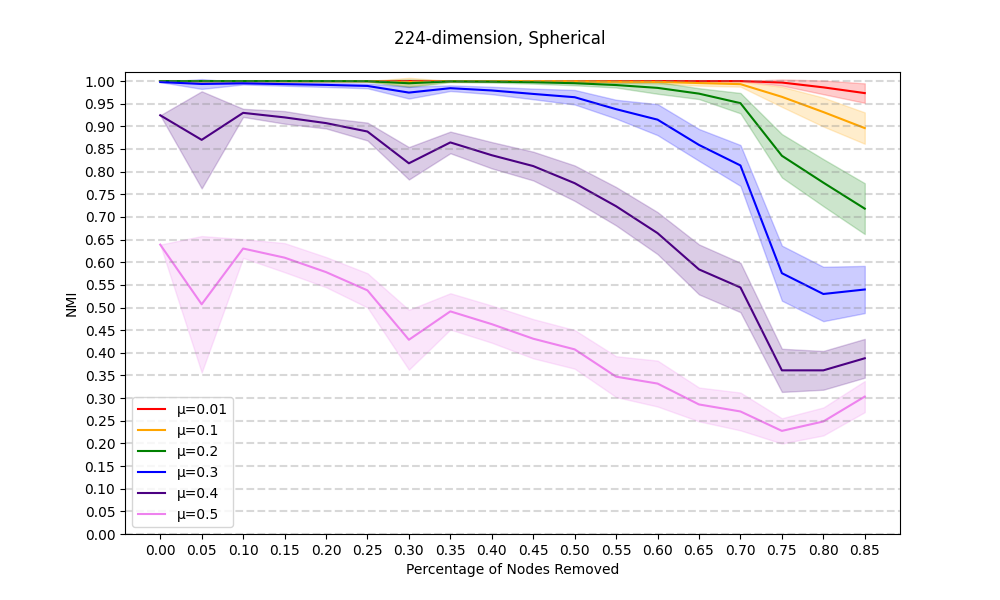 224-dimension, Spherical
NMI
1.00
0.95
0.90
0.85
0.80
0.75
0.70
0.65
0.60
0.55
0.50
0.45
0.40
0.35
0.30
0.25
0.20
0.15
0.10
0.05
0.00
μ=0.01
μ=0.1
μ=0.2
μ=0.3
μ=0.4
μ=0.5
0.00 0.05 0.10 0.15 0.20 0.25 0.30 0.35 0.40 0.45 0.50 0.55 0.60 0.65 0.70 0.75 0.80 0.85
Percentage of Nodes Removed